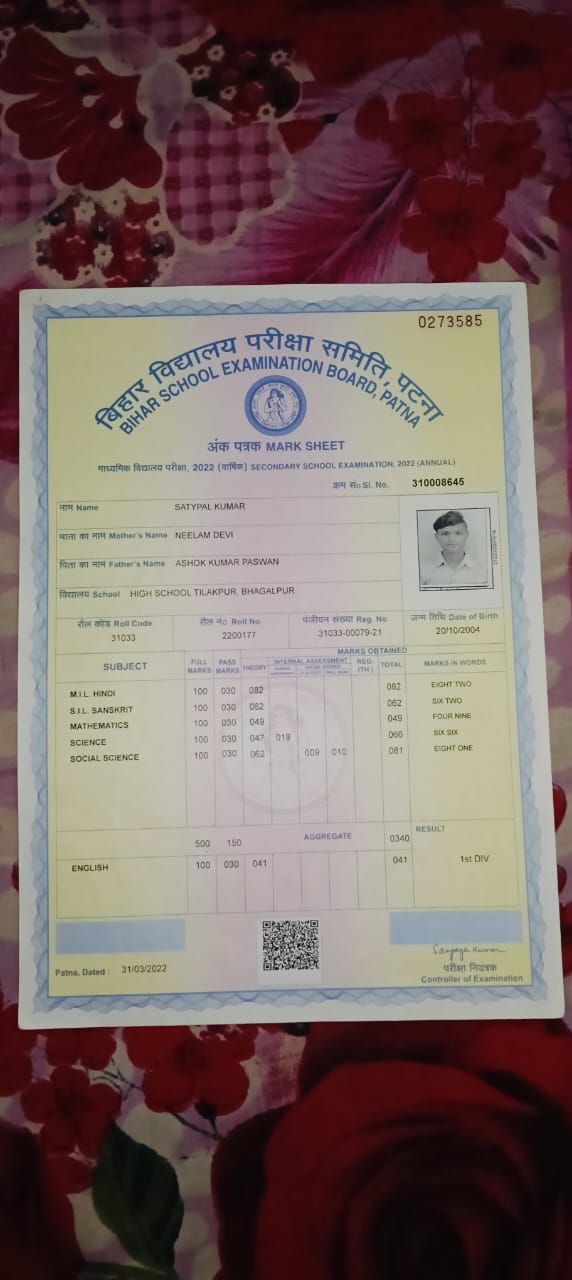 0273585
बिहार विद्यालय परीक्षा समिति, पटना
BIHAR SCHOOL EXAMINATION BOARD, PATNA
अंक पत्रक MARK SHEET
माध्यमिक विद्यालय परीक्षा, 2022 (वार्षिक) SECONDARY SCHOOL EXAMINATION, 2022 (ANNUAL)
क्रम सं० Sl. No. 310008645
नाम Name SATYPAL KUMAR
माता का नाम Mother's Name NEELAM DEVI
पिता का नाम Father's Name ASHOK KUMAR PASWAN
विद्यालय School HIGH SCHOOL TILAKPUR, BHAGALPUR
रौल कोड Roll Code रौल नं० Roll No. पंजीयन संख्या Reg. No. जन्म तिथि Date of Birth
31033 2200177 31033-00079-21 20/10/2004
MARKS OBTAINED
SUBJECT FULL MARKS PASS MARKS THEORY INTERNAL ASSESSMENT REG. (TH.) TOTAL MARKS IN WORDS
M.I.L. HINDI 100 030 082 082 EIGHT TWO
S.I.L. SANSKRIT 100 030 062 062 SIX TWO
MATHEMATICS 100 030 049 049 FOUR NINE
SCIENCE 100 030 047 019 066 SIX SIX
SOCIAL SCIENCE 100 030 062 009 010 081 EIGHT ONE
500 150 AGGREGATE 0340 RESULT
ENGLISH 100 030 041 041 1st DIV
Sanjay Kumar
Patna, Dated : 31/03/2022 परीक्षा नियंत्रक
Controller of Examination